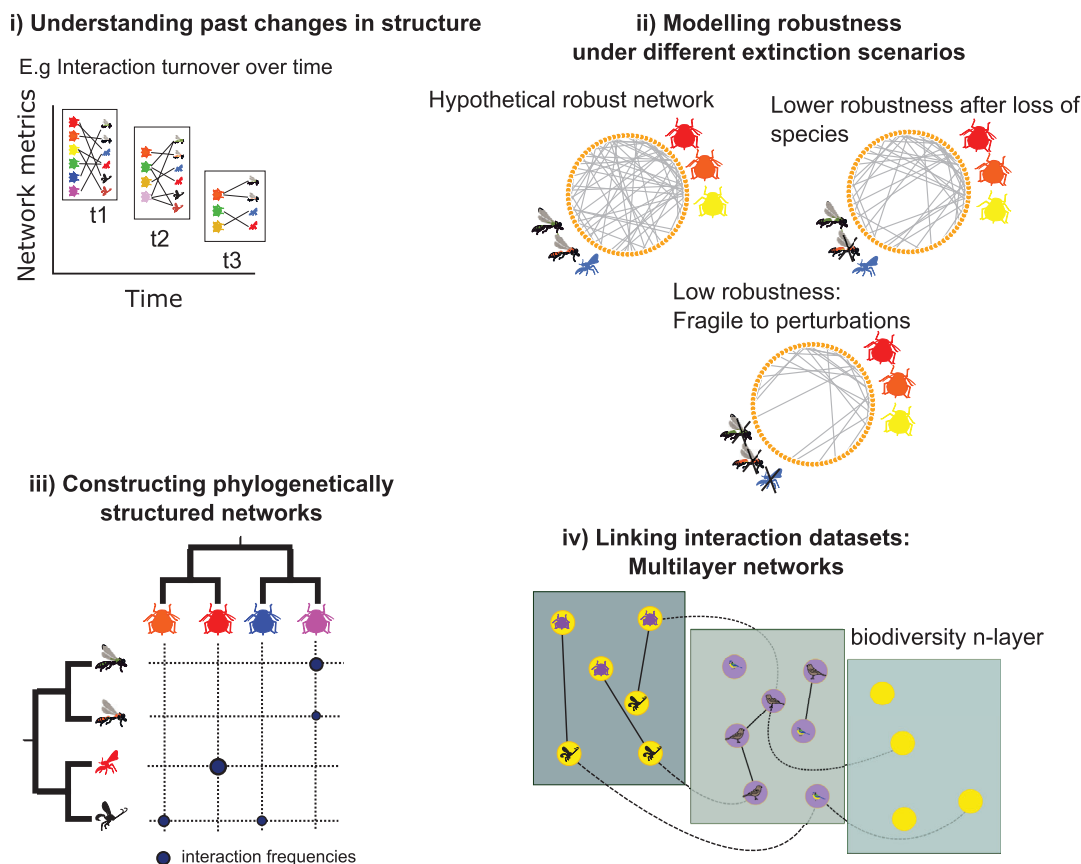 i) Understanding past changes in structure
E.g Interaction turnover over time
Network metrics
t1
t2
t3
Time
ii) Modelling robustness
under different extinction scenarios
Hypothetical robust network
Lower robustness after loss of
species
Low robustness:
Fragile to perturbations
iii) Constructing phylogenetically
structured networks
interaction frequencies
iv) Linking interaction datasets:
Multilayer networks
biodiversity n-layer